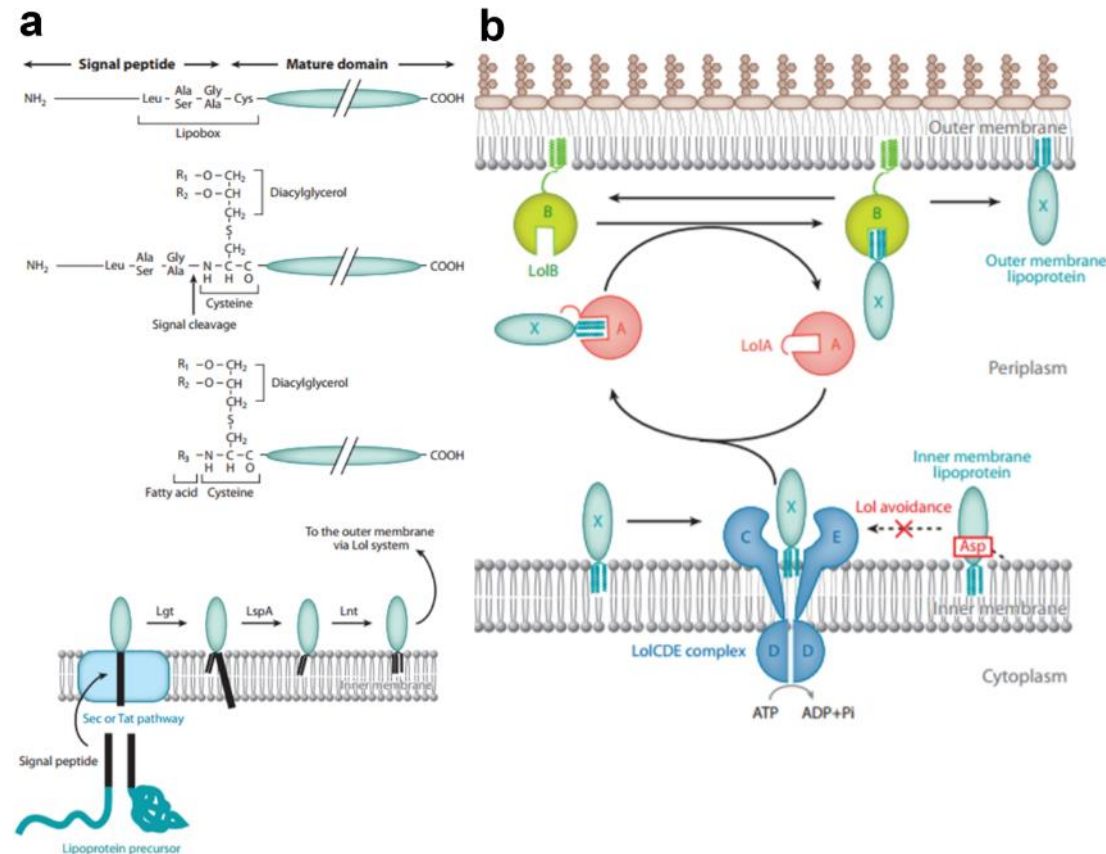 a
Signal peptide Mature domain
NH2 Leu Ala Ser Gly Ala Cys COOH
Lipobox
R1 –O–CH2
R2 –O–CH Diacylglycerol
CH2
S
CH2
NH2 Leu Ala Ser Gly Ala N–C–C COOH
H H O
Cysteine
Signal cleavage
R1 –O–CH2
R2 –O–CH Diacylglycerol
CH2
S
CH2
R3 –N–C–C COOH
H H O
Fatty acid Cysteine
To the outer membrane
via Lol system
Lgt LspA Lnt
Inner membrane
Sec or Tat pathway
Signal peptide
Lipoprotein precursor
b
Outer membrane
B B X
LolB
Outer membrane
lipoprotein
X A X
LolA A
Periplasm
Inner membrane
lipoprotein
X X Lol avoidance
C E Asp
Inner membrane
LolCDE complex D D
Cytoplasm
ATP ADP+Pi